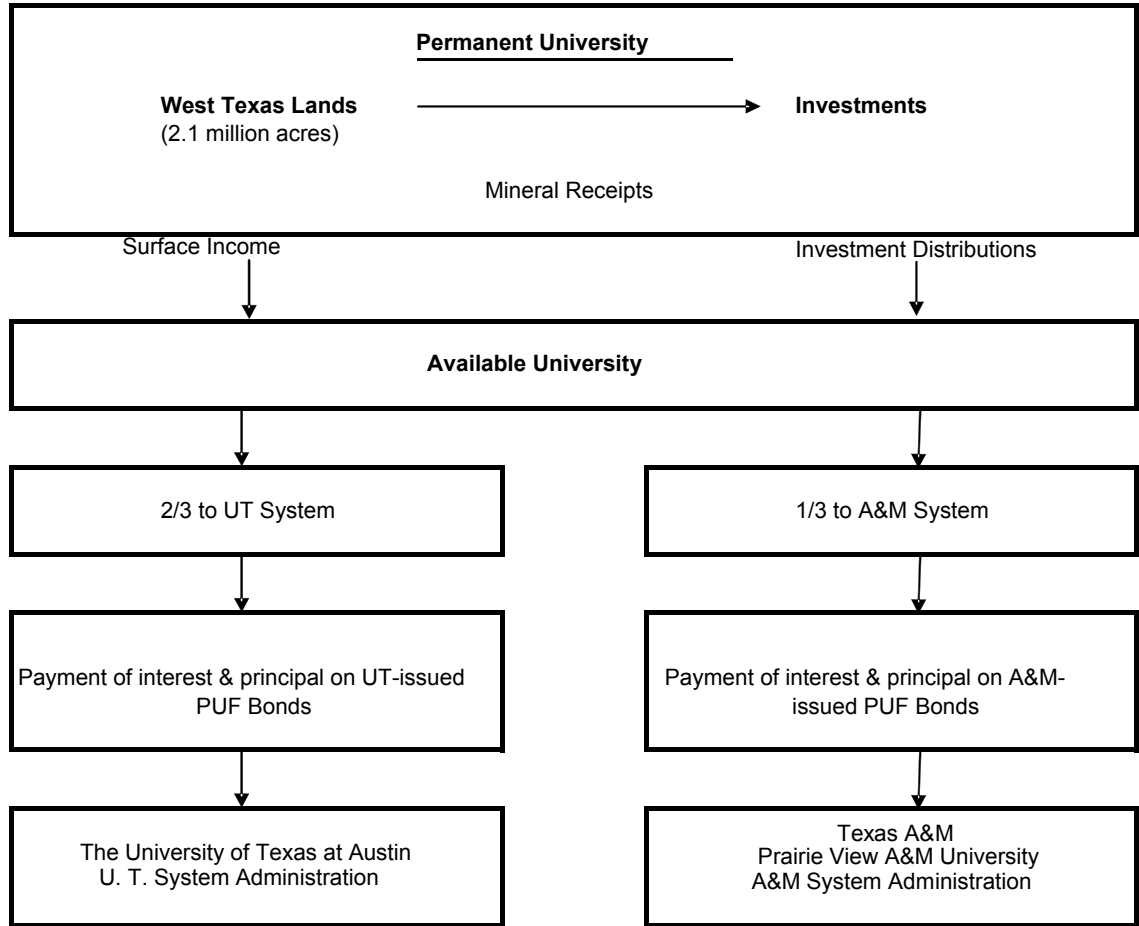 Permanent University
West Texas Lands
(2.1 million acres)
Investments
Mineral Receipts
Surface Income
Investment Distributions
Available University
2/3 to UT System
1/3 to A&M System
Payment of interest & principal on UT-issued
PUF Bonds
Payment of interest & principal on A&M-
issued PUF Bonds
The University of Texas at Austin
U. T. System Administration
Texas A&M
Prairie View A&M University
A&M System Administration